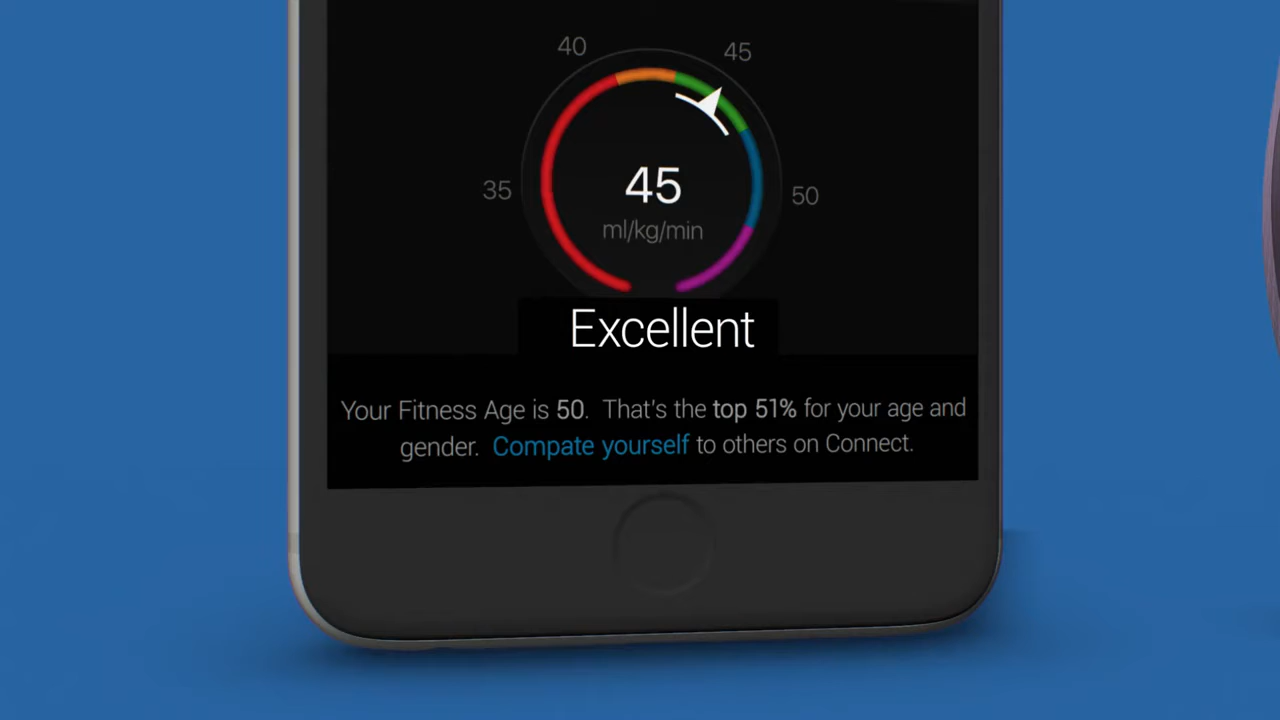 40
45
35
50
45
ml/kg/min
Excellent
Your Fitness Age is 50. That's the top 51% for your age and
gender. Compate yourself to others on Connect.